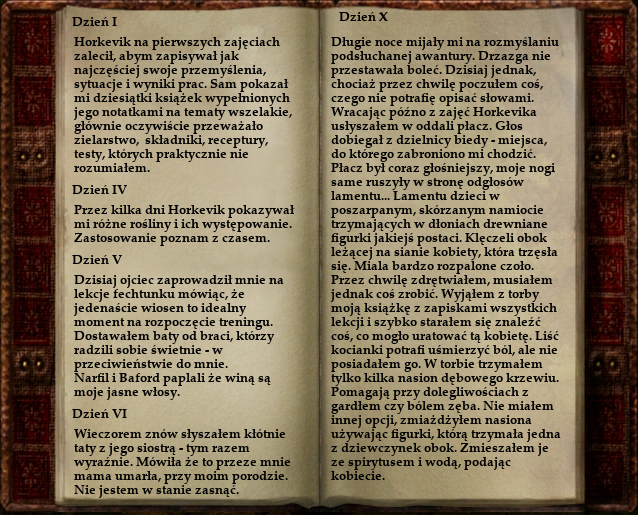 Dzień I
Horkevik na pierwszych zajęciach
zalecił, abym zapisywał jak
najczęściej swoje przemyślenia,
sytuacje i wyniki prac. Sam pokazał
mi dziesiątki książek wypełnionych
jego notatkami na tematy wszelakie,
głównie oczywiście przeważało
zielarstwo, składniki, receptury,
testy, których praktycznie nie
rozumiałem.
Dzień IV
Przez kilka dni Horkevik pokazywał
mi różne rośliny i ich występowanie.
Zastosowanie poznam z czasem.
Dzień V
Dzisiaj ojciec zaprowadził mnie na
lekcje fechtunku mówiąc, że
jedenaście wiosen to idealny
moment na rozpoczęcie treningu.
Dostawałem baty od braci, którzy
radzili sobie świetnie - w
przeciwieństwie do mnie.
Narfil i Baford paplali że winą są
moje jasne włosy.
Dzień VI
Wieczorem znów słyszałem kłótnie
taty z jego siostrą - tym razem
wyraźnie. Mówiła że to przeze mnie
mama umarła, przy moim porodzie.
Nie jestem w stanie zasnąć.
Dzień X
Długie noce mijały mi na rozmyślaniu
podsłuchanej awantury. Drzazga nie
przestawała boleć. Dzisiaj jednak,
chociaż przez chwilę poczułem coś,
czego nie potrafię opisać słowami.
Wracając późno z zajęć Horkevika
usłyszałem w oddali płacz. Głos
dobiegał z dzielnicy biedy - miejsca,
do którego zabroniono mi chodzić.
Płacz był coraz głośniejszy, moje nogi
same ruszyły w stronę odgłosów
lamentu... Lamentu dzieci w
poszarpanym, skórzanym namiocie
trzymających w dłoniach drewniane
figurki jakiejś postaci. Klęczeli obok
leżącej na sianie kobiety, która trzęsła
się. Miala bardzo rozpalone czoło.
Przez chwilę zdrętwiałem, musiałem
jednak coś zrobić. Wyjąłem z torby
moją książkę z zapiskami wszystkich
lekcji i szybko starałem się znaleźć
coś, co mogło uratować tą kobietę. Liść
kocianki potrafi uśmierzyć ból, ale nie
posiadałem go. W torbie trzymałem
tylko kilka nasion dębowego krzewiu.
Pomagają przy dolegliwościach z
gardłem czy bólem zęba. Nie miałem
innej opcji, zmiażdżyłem nasiona
używając figurki, którą trzymała jedna
z dziewczynek obok. Zmieszałem je
ze spirytusem i wodą, podając
kobiecie.